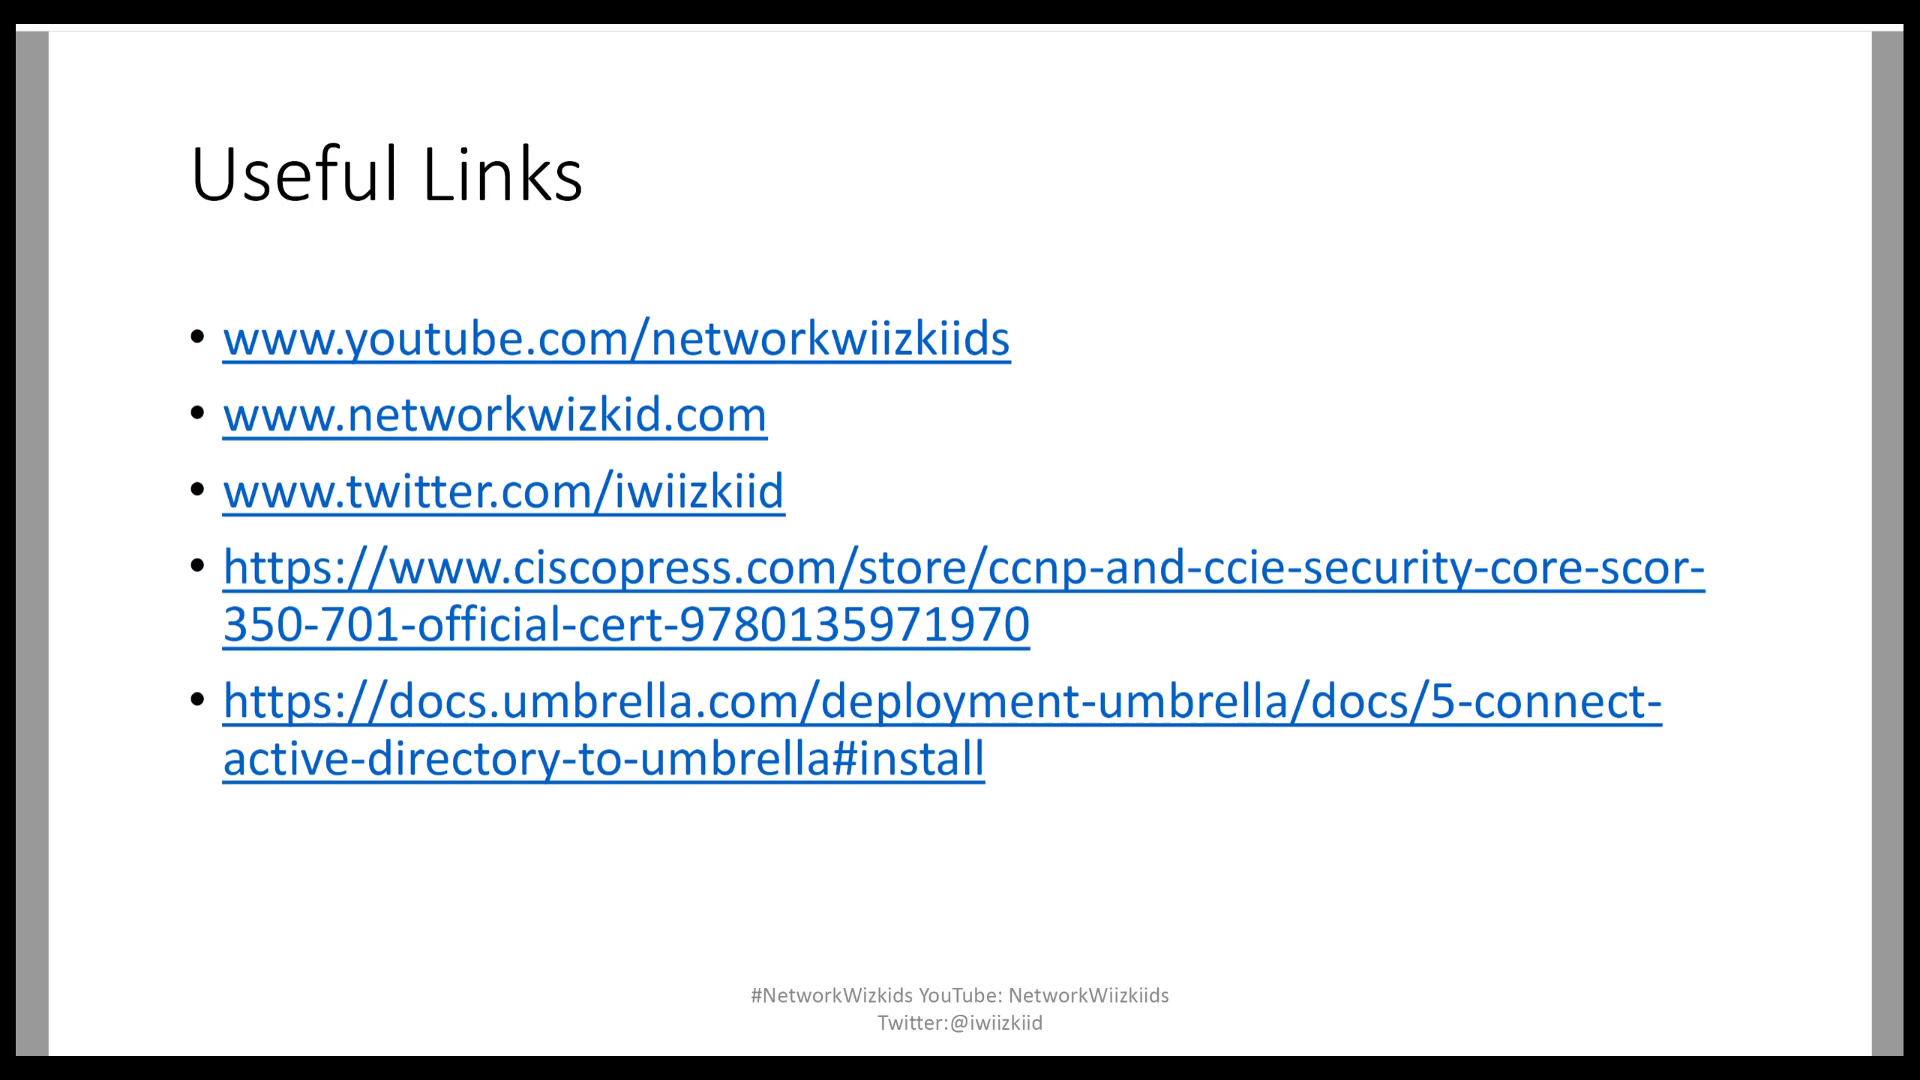 Useful Links
• www.youtube.com/networkwiizkiids
• www.networkwizkid.com
• www.twitter.com/iwiizkiid
• https://www.ciscopress.com/store/ccnp-and-ccie-security-core-scor-
350-701-official-cert-9780135971970
• https://docs.umbrella.com/deployment-umbrella/docs/5-connect-
active-directory-to-umbrella#install
#NetworkWizkids YouTube: NetworkWiizkiids
Twitter:@iwiizkiid